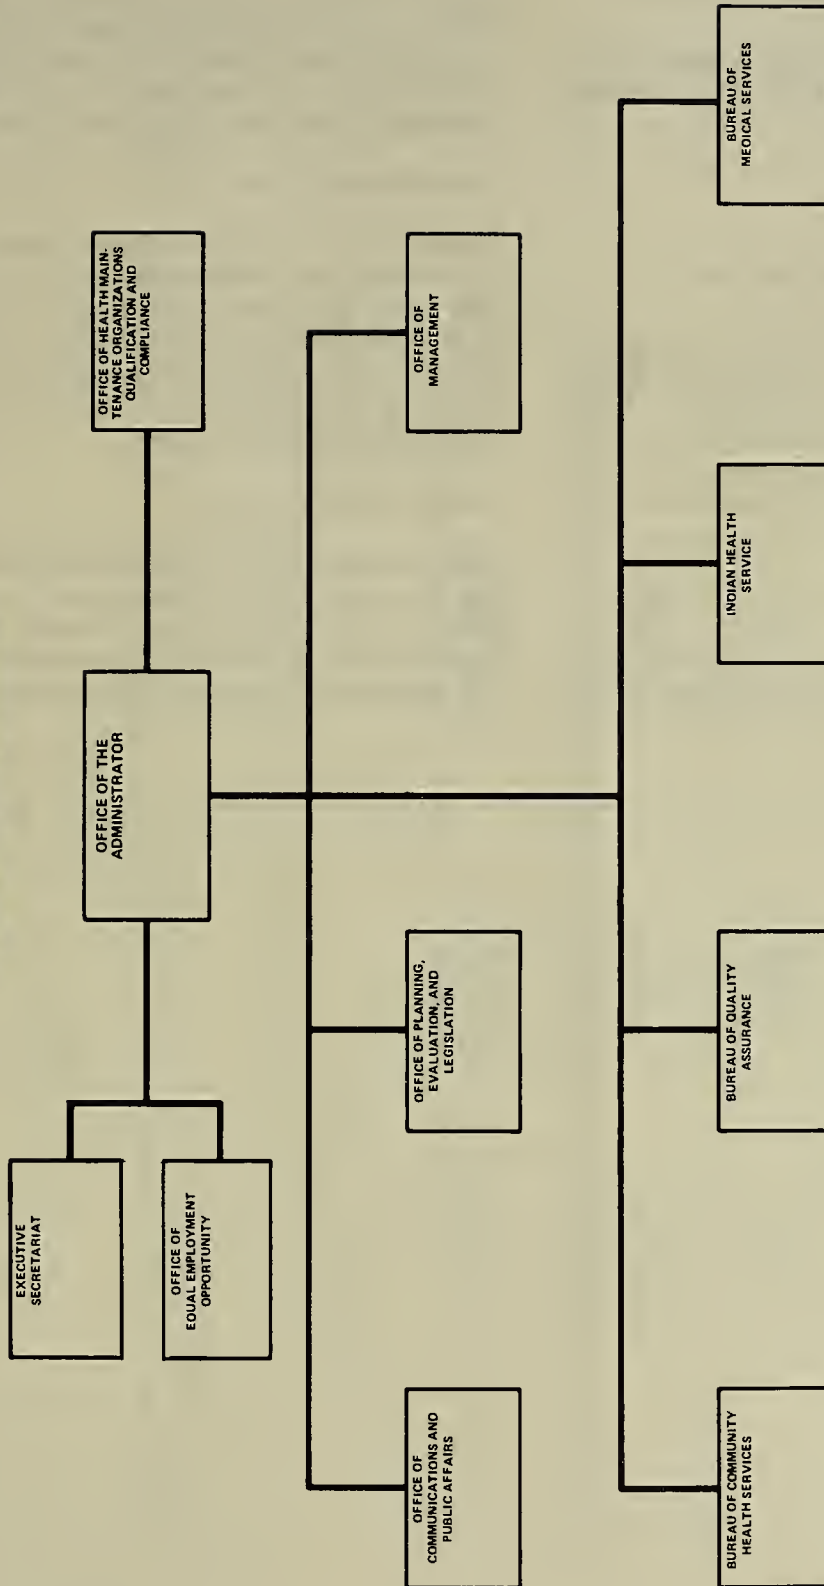 EXECUTIVE
SECRETARIAT
OFFICE OF
EQUAL EMPLOYMENT
OPPORTUNITY
OFFICE OF THE
ADMINISTRATOR
OFFICE OF HEALTH MAIN-
TENANCE ORGANIZATIONS
QUALIFICATION AND
COMPLIANCE
OFFICE OF
COMMUNICATIONS AND
PUBLIC AFFAIRS
OFFICE OF PLANNING,
EVALUATION, AND
LEGISLATION
OFFICE OF
MANAGEMENT
BUREAU OF COMMUNITY
HEALTH SERVICES
BUREAU OF QUALITY
ASSURANCE
INDIAN HEALTH
SERVICE
BUREAU OF
MEDICAL SERVICES